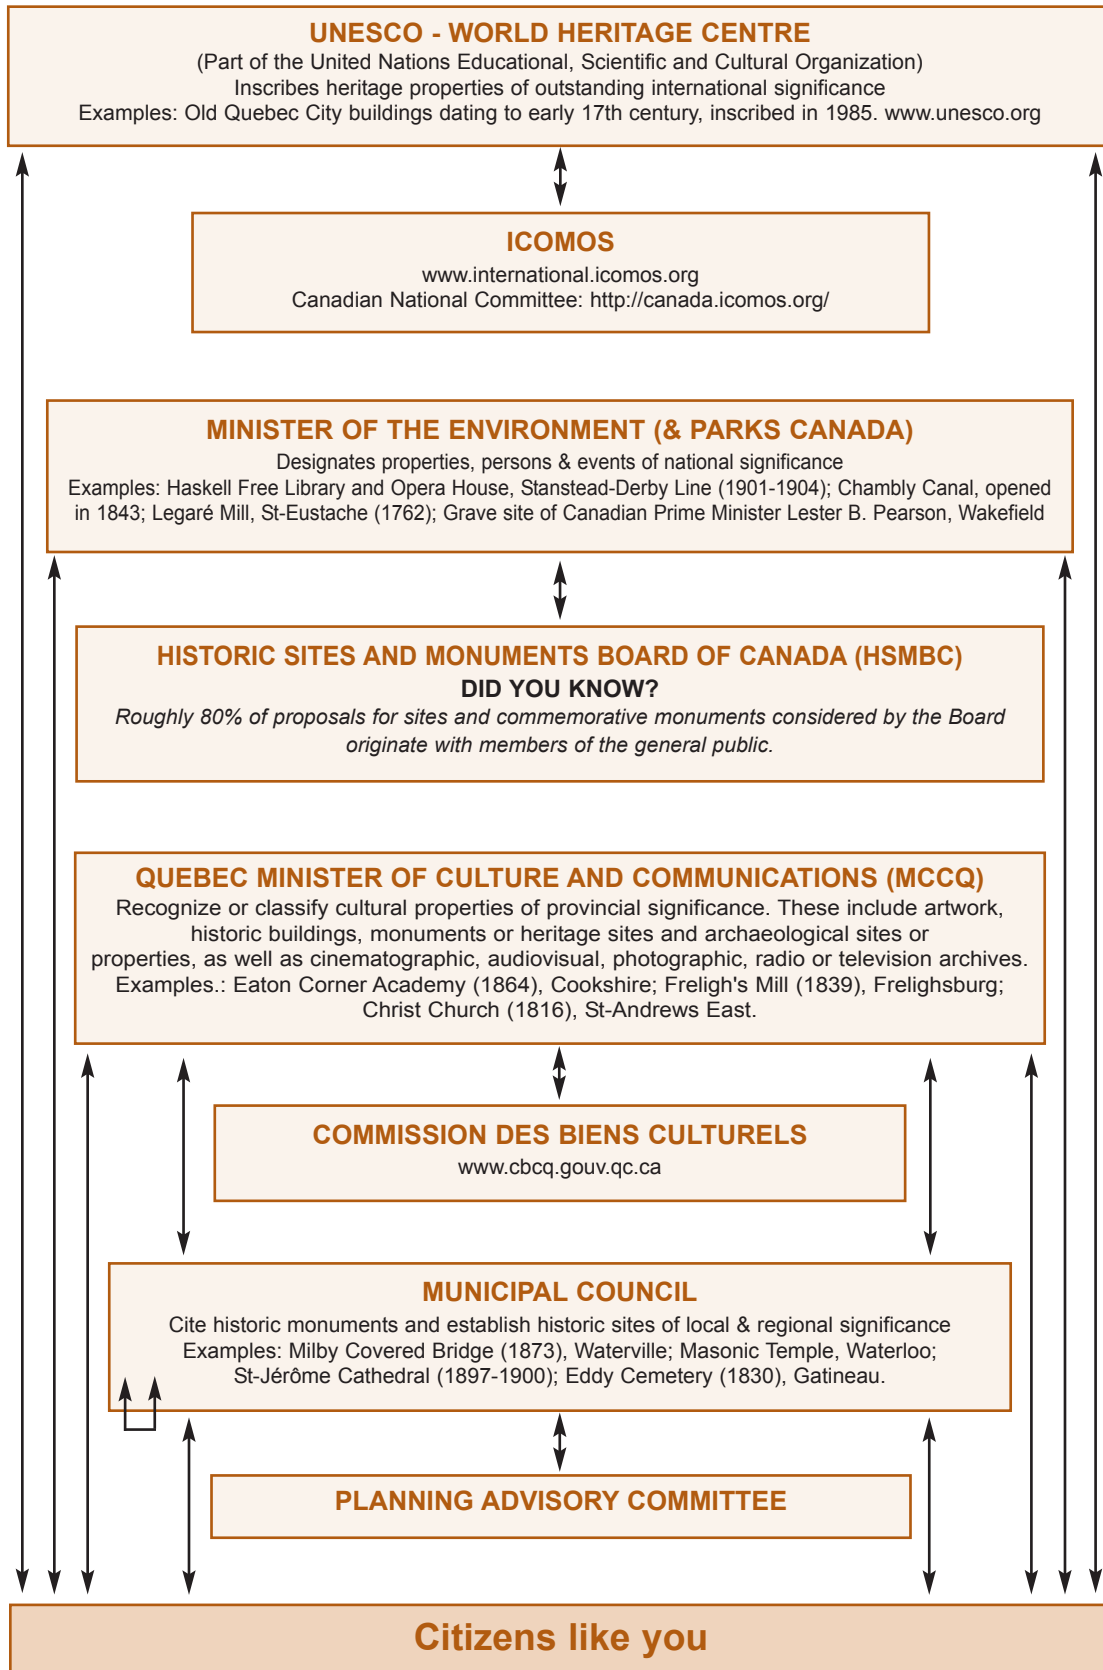 UNESCO - WORLD HERITAGE CENTRE
(Part of the United Nations Educational, Scientific and Cultural Organization)
Inscribes heritage properties of outstanding international significance
Examples: Old Quebec City buildings dating to early 17th century, inscribed in 1985. www.unesco.org
ICOMOS
www.international.icomos.org
Canadian National Committee: http://canada.icomos.org/
MINISTER OF THE ENVIRONMENT (& PARKS CANADA)
Designates properties, persons & events of national significance
Examples: Haskell Free Library and Opera House, Stanstead-Derby Line (1901-1904); Chambly Canal, opened
in 1843; Legaré Mill, St-Eustache (1762); Grave site of Canadian Prime Minister Lester B. Pearson, Wakefield
HISTORIC SITES AND MONUMENTS BOARD OF CANADA (HSMBC)
DID YOU KNOW?
Roughly 80% of proposals for sites and commemorative monuments considered by the Board
originate with members of the general public.
QUEBEC MINISTER OF CULTURE AND COMMUNICATIONS (MCCQ)
Recognize or classify cultural properties of provincial significance. These include artwork,
historic buildings, monuments or heritage sites and archaeological sites or
properties, as well as cinematographic, audiovisual, photographic, radio or television archives.
Examples.: Eaton Corner Academy (1864), Cookshire; Freligh's Mill (1839), Frelighsburg;
Christ Church (1816), St-Andrews East.
COMMISSION DES BIENS CULTURELS
www.cbcq.gouv.qc.ca
MUNICIPAL COUNCIL
Cite historic monuments and establish historic sites of local & regional significance
Examples: Milby Covered Bridge (1873), Waterville; Masonic Temple, Waterloo;
St-Jérôme Cathedral (1897-1900); Eddy Cemetery (1830), Gatineau.
PLANNING ADVISORY COMMITTEE
Citizens like you